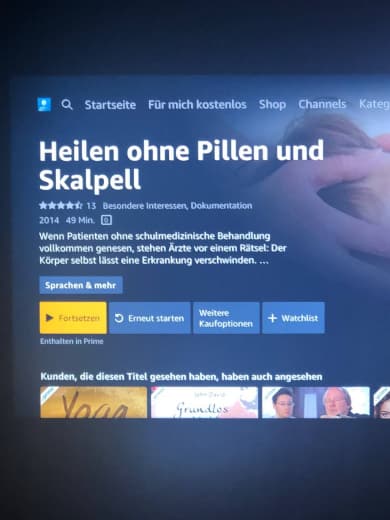 Startseite Für mich kostenlos Shop Channels Kateg
Heilen ohne Pillen und
Skalpell
13 Besondere Interessen, Dokumentation
2014 49 Min. 0
Wenn Patienten ohne schulmedizinische Behandlung
vollkommen genesen, stehen Ärzte vor einem Rätsel: Der
Körper selbst lässt eine Erkrankung verschwinden. ...
Sprachen & mehr
Fortsetzen
Erneut starten
Weitere
Kaufoptionen
Watchlist
Enthalten in Prime
Kunden, die diesen Titel gesehen haben, haben auch angesehen
Yoga
John David
Grundlos